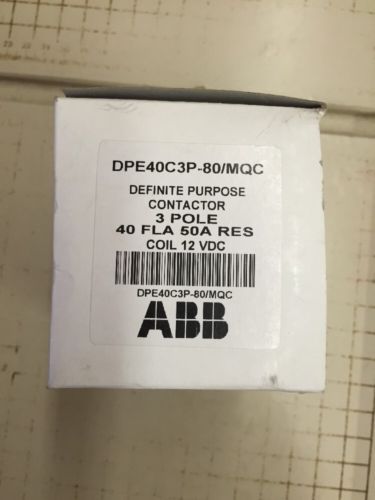 DPE40C3P-80/MQC
DEFINITE PURPOSE
CONTACTOR
3 POLE
40 FLA 50A RES
COIL 12 VDC
DPE40C3P-80/MQC
ABB